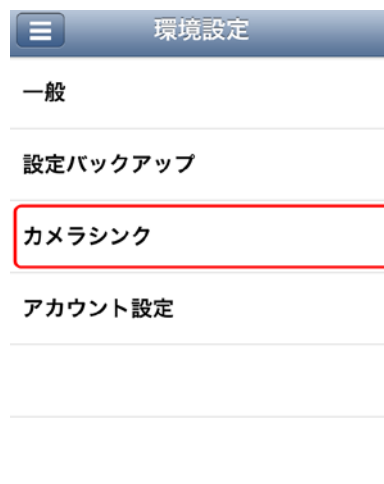 環境設定
一般
設定バックアップ
カメラシンク
アカウント設定